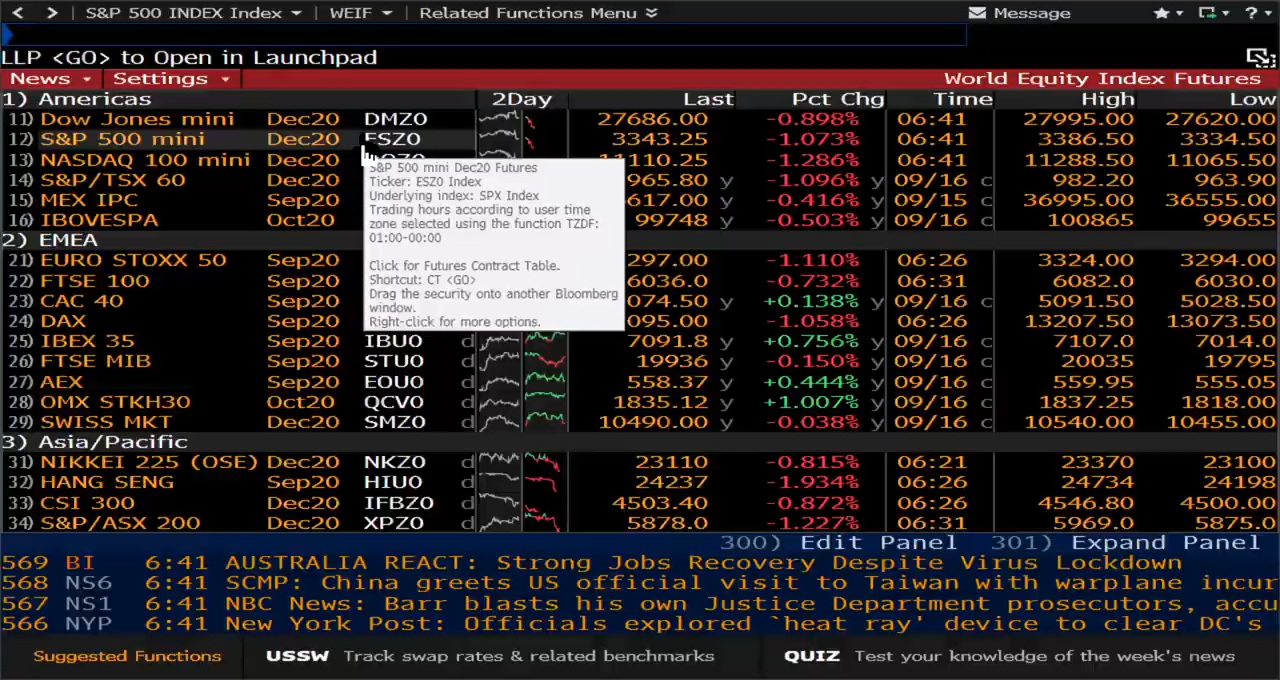 S&P 500 INDEX Index WEIF Related Functions Menu Message ?
LLP <GO> to Open in Launchpad
News Settings World Equity Index Futures
1) Americas 2Day Last Pct Chg Time High Low
11) Dow Jones mini Dec20 DMZ0 27686.00 -0.898% 06:41 27995.00 27620.00
12) S&P 500 mini Dec20 ESZ0 3343.25 -1.073% 06:41 3386.50 3334.50
13) NASDAQ 100 mini Dec20 11110.25 -1.286% 06:41 11288.50 11065.50
14) S&P/TSX 60 Dec20 965.80 y -1.096% y 09/16 c 982.20 963.90
15) MEX IPC Dec20 617.00 y -0.416% y 09/15 c 36995.00 36555.00
16) IBOVESPA Oct20 99748 y -0.503% y 09/16 c 100865 99655
S&P 500 mini Dec20 Futures
Ticker: ESZ0 Index
Underlying index: SPX Index
Trading hours according to user time
zone selected using the function TZDF:
01:00-00:00
Click for Futures Contract Table.
Shortcut: CT <GO>
Drag the security onto another Bloomberg
window.
Right-click for more options.
2) EMEA
21) EURO STOXX 50 Sep20 297.00 -1.110% y 06:26 3324.00 3294.00
22) FTSE 100 Sep20 6036.0 -0.732% y 06:31 6082.0 6030.0
23) CAC 40 Sep20 074.50 y +0.138% y 09/16 c 5091.50 5028.50
24) DAX Sep20 095.00 -1.058% y 06:26 13207.50 13073.50
25) IBEX 35 Sep20 IBU0 d 7091.8 y +0.756% y 09/16 c 7107.0 7014.0
26) FTSE MIB Sep20 STU0 d 19936 y -0.150% y 09/16 c 20035 19795
27) AEX Sep20 EOU0 d 558.37 y +0.444% y 09/16 c 559.95 555.05
28) OMX STKH30 Oct20 QCV0 d 1835.12 y +1.007% y 09/16 c 1837.25 1818.00
29) SWISS MKT Sep20 SMZ0 d 10490.00 y -0.038% y 09/16 c 10540.00 10455.00
3) Asia/Pacific
31) NIKKEI 225 (OSE) Dec20 NKZ0 d 23110 -0.815% 06:21 23370 23100
32) HANG SENG Sep20 HIU0 d 24237 -1.934% 06:26 24734 24198
33) CSI 300 Dec20 IFBZ0 d 4503.40 -0.872% 06:26 4546.80 4500.00
34) S&P/ASX 200 Dec20 XPZ0 d 5878.0 -1.227% 06:31 5969.0 5875.0
300) Edit Panel 301) Expand Panel
569 BI 6:41 AUSTRALIA REACT: Strong Jobs Recovery Despite Virus Lockdown
568 NS6 6:41 SCMP: China greets US official visit to Taiwan with warplane incur
567 NS1 6:41 NBC News: Barr blasts his own Justice Department prosecutors, accu
566 NYP 6:41 New York Post: Officials explored `heat ray' device to clear DC's
Suggested Functions USSW Track swap rates & related benchmarks QUIZ Test your knowledge of the week's news